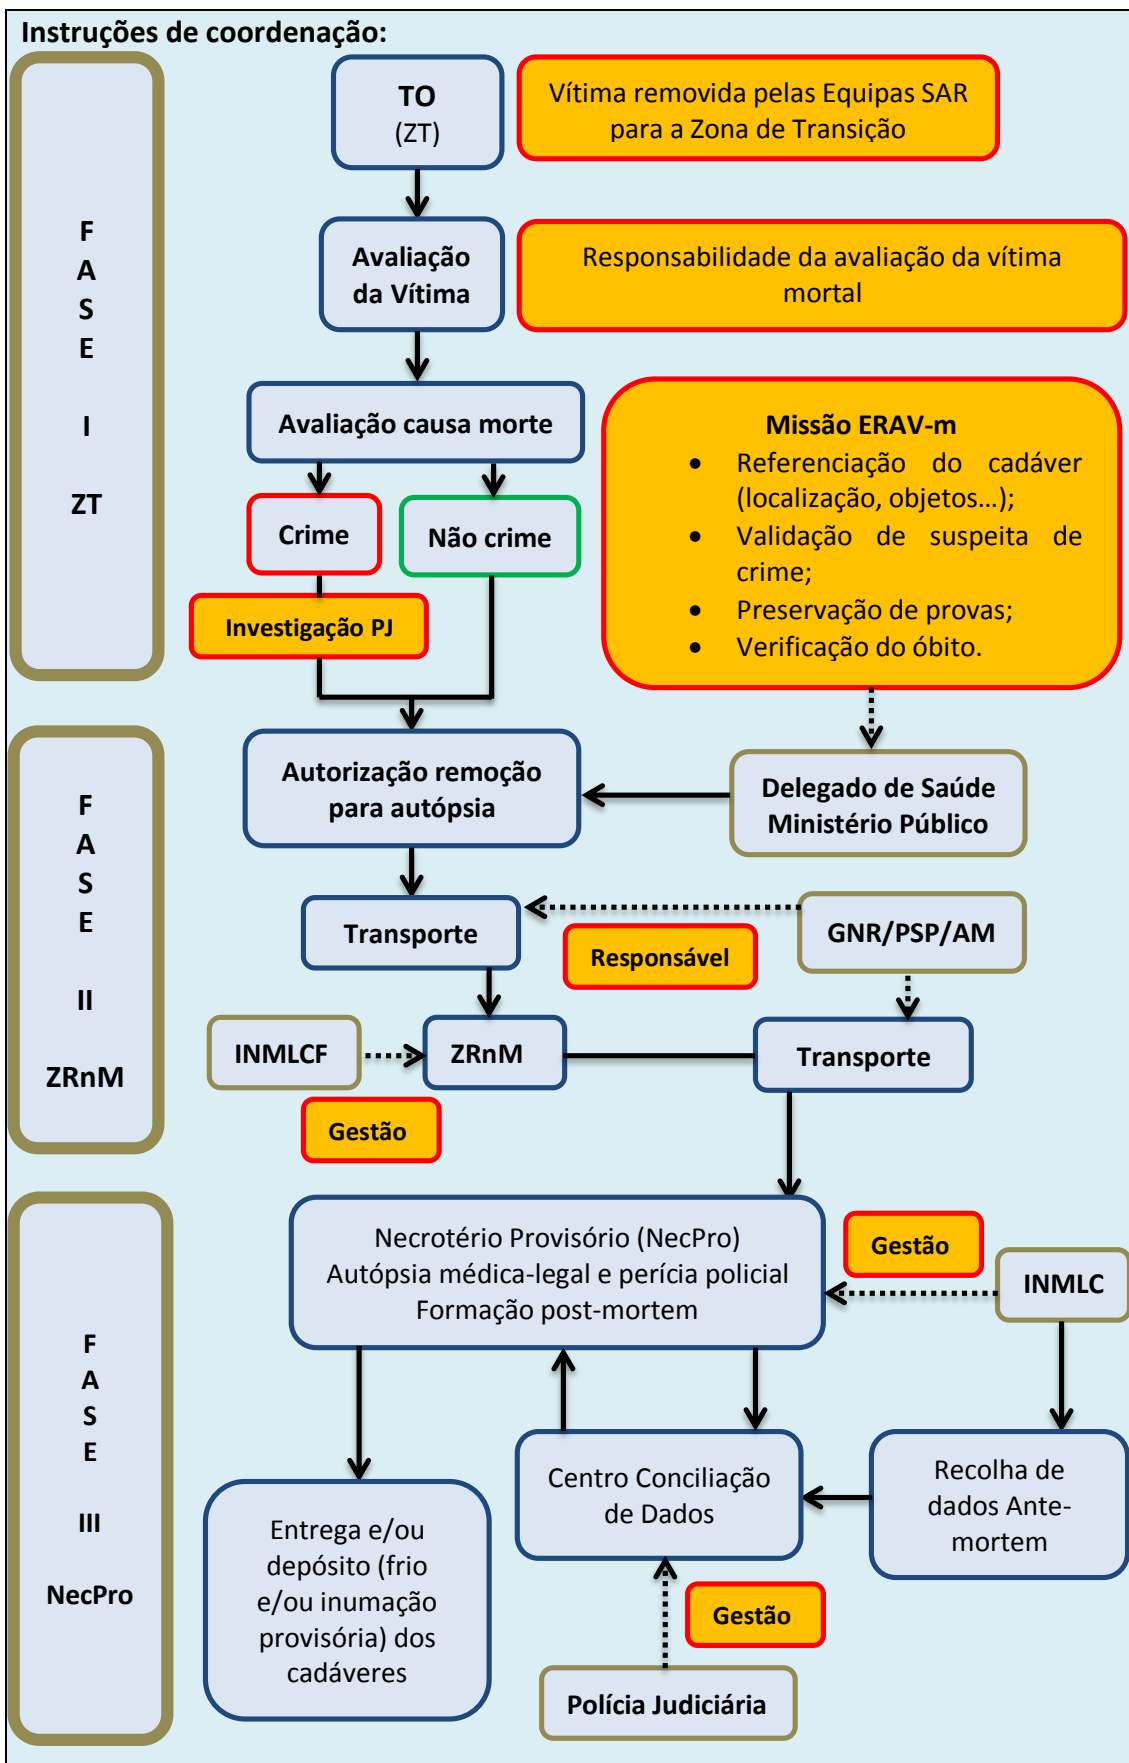 Instruções de coordenação:
F
A
S
E
I
ZT
TO
(ZT)
Vítima removida pelas Equipas SAR
para a Zona de Transição
Avaliação
da Vítima
Responsabilidade da avaliação da vítima
mortal
Avaliação causa morte
Crime
Não crime
Investigação PJ
Missão ERAV-m
• Referenciação do cadáver
(localização, objetos...);
• Validação de suspeita de
crime;
• Preservação de provas;
• Verificação do óbito.
F
A
S
E
II
ZRnM
Autorização remoção
para autópsia
Delegado de Saúde
Ministério Público
Transporte
Responsável
GNR/PSP/AM
INMLCF
ZRnM
Transporte
Gestão
F
A
S
E
III
NecPro
Necrotério Provisório (NecPro)
Autópsia médica-legal e perícia policial
Formação post-mortem
Gestão
INMLC
Centro Conciliação
de Dados
Recolha de
dados Ante-
mortem
Entrega e/ou
depósito (frio
e/ou inumação
provisória) dos
cadáveres
Gestão
Polícia Judiciária